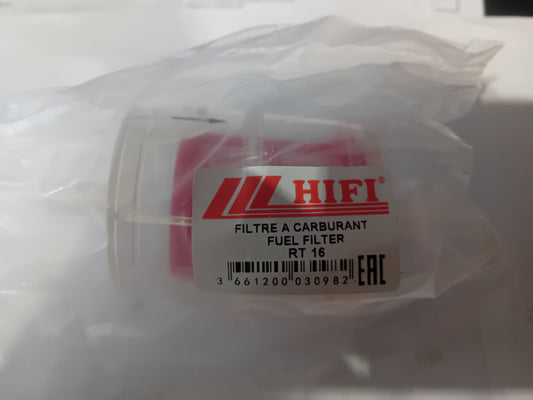 HIFI®
FILTRE A CARBURANT
FUEL FILTER
RT 16
3 661200 030982 EAC